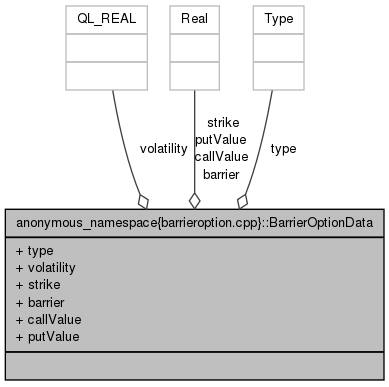 QL_REAL
Real
Type
volatility
strike
putValue
callValue
barrier
type
anonymous_namespace{barrieroption.cpp}::BarrierOptionData
+ type
+ volatility
+ strike
+ barrier
+ callValue
+ putValue